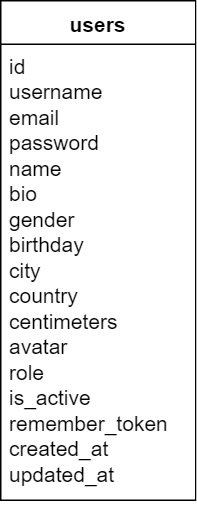 users
id
username
email
password
name
bio
gender
birthday
city
country
centimeters
avatar
role
is_active
remember_token
created_at
updated_at